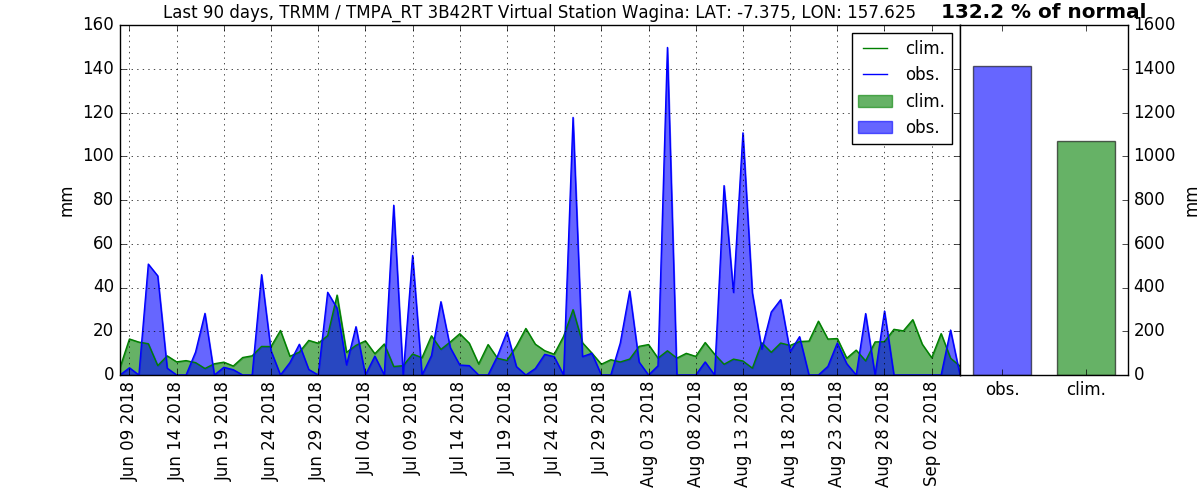 Last 90 days, TRMM / TMPA_RT 3B42RT Virtual Station Wagina: LAT: -7.375, LON: 157.625
132.2 % of normal
160
140
120
100
80
60
40
20
0
mm
clim.
obs.
clim.
obs.
1600
1400
1200
1000
800
600
400
200
0
mm
obs.
clim.
Jun 09 2018
Jun 14 2018
Jun 19 2018
Jun 24 2018
Jun 29 2018
Jul 04 2018
Jul 09 2018
Jul 14 2018
Jul 19 2018
Jul 24 2018
Jul 29 2018
Aug 03 2018
Aug 08 2018
Aug 13 2018
Aug 18 2018
Aug 23 2018
Aug 28 2018
Sep 02 2018